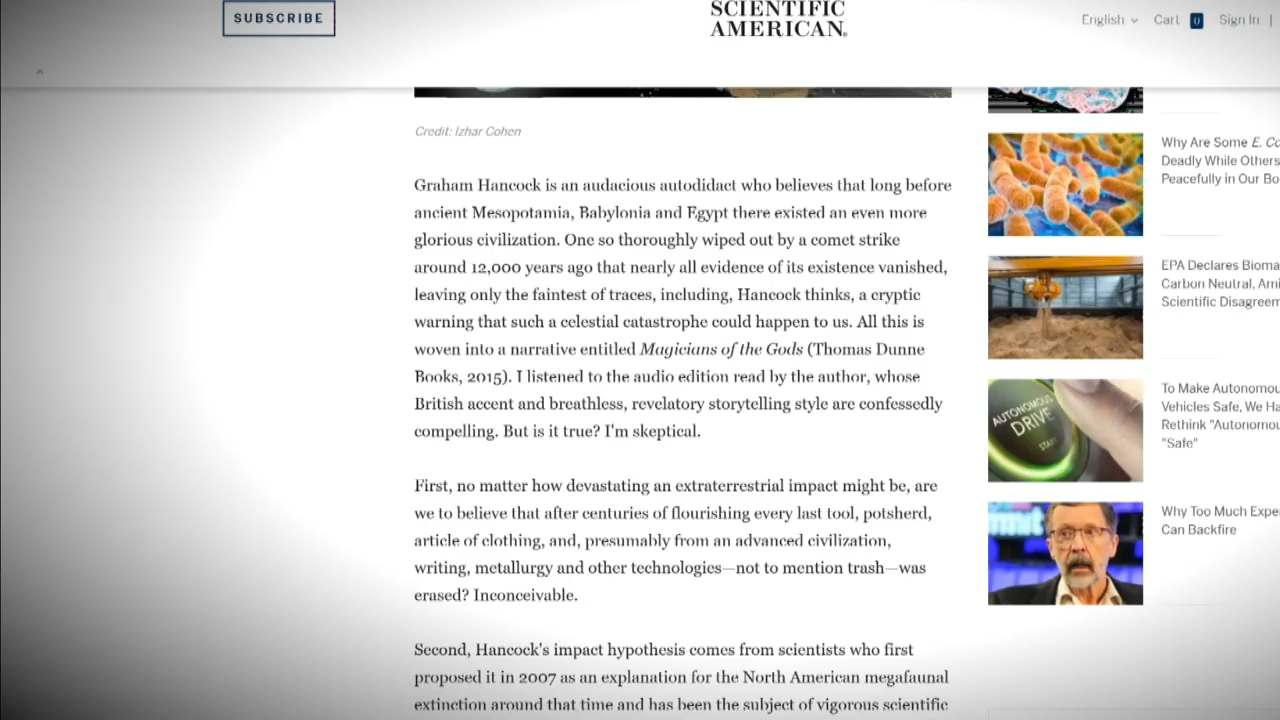 SUBSCRIBE
SCIENTIFIC
AMERICAN®
English
Cart 0
Sign In |
Credit: Izhar Cohen
Graham Hancock is an audacious autodidact who believes that long before
ancient Mesopotamia, Babylonia and Egypt there existed an even more
glorious civilization. One so thoroughly wiped out by a comet strike
around 12,000 years ago that nearly all evidence of its existence vanished,
leaving only the faintest of traces, including, Hancock thinks, a cryptic
warning that such a celestial catastrophe could happen to us. All this is
woven into a narrative entitled Magicians of the Gods (Thomas Dunne
Books, 2015). I listened to the audio edition read by the author, whose
British accent and breathless, revelatory storytelling style are confessedly
compelling. But is it true? I'm skeptical.
First, no matter how devastating an extraterrestrial impact might be, are
we to believe that after centuries of flourishing every last tool, potsherd,
article of clothing, and, presumably from an advanced civilization,
writing, metallurgy and other technologies—not to mention trash—was
erased? Inconceivable.
Second, Hancock's impact hypothesis comes from scientists who first
proposed it in 2007 as an explanation for the North American megafaunal
extinction around that time and has been the subject of vigorous scientific
Why Are Some E.
Deadly While Others
Peacefully in Our
EPA Declares
Carbon Neutral,
Scientific
To Make
Vehicles Safe, We
Rethink
"Safe"
AUTONOMOUS
DRIVE
START
Why Too Much
Can Backfire